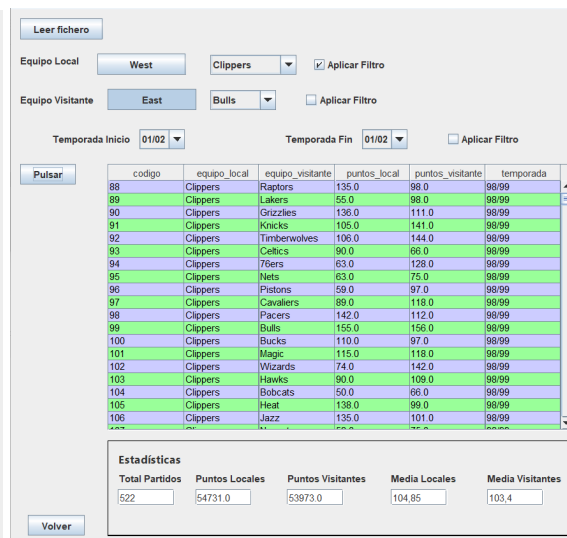 Leer fichero
Equipo Local West Clippers Aplicar Filtro
Equipo Visitante East Bulls Aplicar Filtro
Temporada Inicio 01/02 Temporada Fin 01/02 Aplicar Filtro
Pulsar
codigo equipo_local equipo_visitante puntos_local puntos_visitante temporada
88 Clippers Raptors 135.0 98.0 98/99
89 Clippers Lakers 55.0 98.0 98/99
90 Clippers Grizzlies 136.0 111.0 98/99
91 Clippers Knicks 105.0 141.0 98/99
92 Clippers Timberwolves 106.0 144.0 98/99
93 Clippers Celtics 90.0 66.0 98/99
94 Clippers 76ers 63.0 128.0 98/99
95 Clippers Nets 63.0 75.0 98/99
96 Clippers Pistons 59.0 97.0 98/99
97 Clippers Cavaliers 89.0 118.0 98/99
98 Clippers Pacers 142.0 112.0 98/99
99 Clippers Bulls 155.0 156.0 98/99
100 Clippers Bucks 110.0 97.0 98/99
101 Clippers Magic 115.0 118.0 98/99
102 Clippers Wizards 74.0 142.0 98/99
103 Clippers Hawks 90.0 109.0 98/99
104 Clippers Bobcats 50.0 66.0 98/99
105 Clippers Heat 138.0 99.0 98/99
106 Clippers Jazz 135.0 101.0 98/99
Estadísticas
Total Partidos Puntos Locales Puntos Visitantes Media Locales Media Visitantes
522 54731.0 53973.0 104,85 103,4
Volver